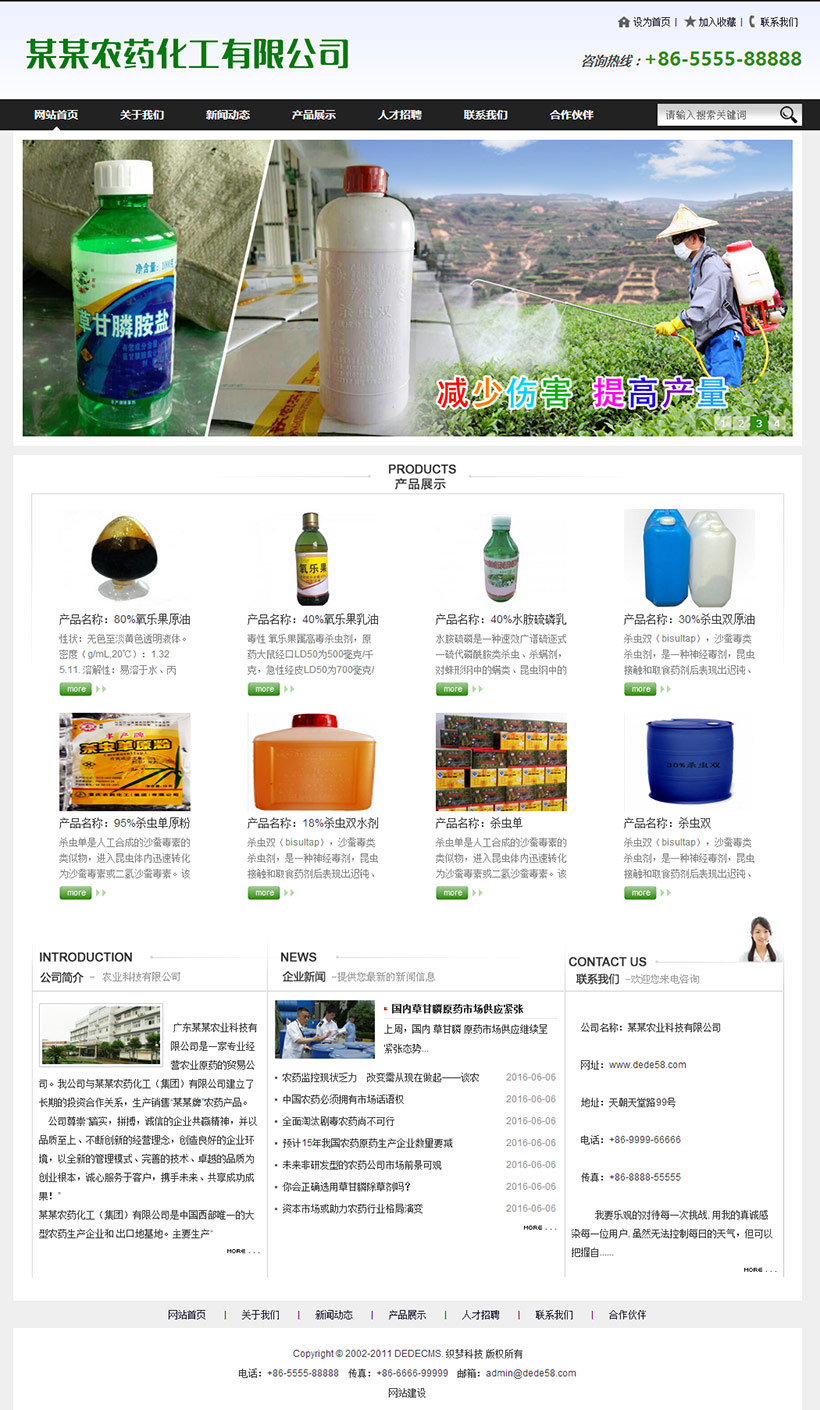 设为首页 | 加入收藏 | 联系我们
某某农药化工有限公司
咨询热线：+86-5555-88888
网站首页 关于我们 新闻动态 产品展示 人才招聘 联系我们 合作伙伴 请输入搜索关键词
净含量：
草甘膦胺盐
杀虫双
减少伤害 提高产量
1 2 3 4
PRODUCTS
产品展示
氧乐果
产品名称：80%氧乐果原油 产品名称：40%氧乐果乳油 产品名称：40%水胺硫磷乳 产品名称：30%杀虫双原油
性状：无色至淡黄色透明液体。 毒性 氧乐果属高毒杀虫剂，原 水胺硫磷是一种速效广谱硫逐式 杀虫双（bisultap），沙蚕毒类
密度（g/mL,20℃）：1.32 药大鼠经口LD50为500毫克/千 一硫代磷酰胺类杀虫、杀螨剂， 杀虫剂，是一种神经毒剂，昆虫
5.11. 溶解性：易溶于水、丙 克，急性经皮LD50为700毫克/ 对蛛形纲中的螨类、昆虫纲中的 接触和取食药剂后表现出迟钝、
more more more more
杀虫单原粉
30%杀虫双
产品名称：95%杀虫单原粉 产品名称：18%杀虫双水剂 产品名称：杀虫单 产品名称：杀虫双
杀虫单是人工合成的沙蚕毒素的 杀虫双（bisultap），沙蚕毒类 杀虫单是人工合成的沙蚕毒素的 杀虫双（bisultap），沙蚕毒类
类似物，进入昆虫体内迅速转化 杀虫剂，是一种神经毒剂，昆虫 类似物，进入昆虫体内迅速转化 杀虫剂，是一种神经毒剂，昆虫
为沙蚕毒素或二氢沙蚕毒素。该 接触和取食药剂后表现出迟钝、 为沙蚕毒素或二氢沙蚕毒素。该 接触和取食药剂后表现出迟钝、
more more more more
INTRODUCTION
公司简介 － 农业科技有限公司
广东某某农业科技有
限公司是一家专业经
营农业原药的贸易公
司。我公司与某某农药化工（集团）有限公司建立了
长期的投资合作关系，生产销售“某某牌”农药产品。
公司尊崇“踏实，拼搏，诚信的企业共赢精神，并以
品质至上、不断创新的经营理念，创造良好的企业环
境，以全新的管理模式、完善的技术、卓越的品质为
创业根本，诚心服务于客户，携手未来、共享成功成
果！”
某某农药化工（集团）有限公司是中国西部唯一的大
型农药生产企业和出口地基地。主要生产“
MORE ...
NEWS
企业新闻 －提供您最新的新闻信息
国内草甘膦原药市场供应紧张
上周，国内 草甘膦 原药市场供应继续呈
紧张态势...
农药监控现状乏力 改变需从现在做起——谈农 2016-06-06
中国农药必须拥有市场话语权 2016-06-06
全面淘汰剧毒农药尚不可行 2016-06-06
预计15年我国农药原药生产企业数量要减 2016-06-06
未来非研发型的农药公司市场前景可观 2016-06-06
你会正确选用草甘膦除草剂吗? 2016-06-06
资本市场或助力农药行业格局演变 2016-06-06
MORE ...
CONTACT US
联系我们 －欢迎您来电咨询
公司名称：某某农业科技有限公司
网址：www.dede58.com
地址：天朝天堂路99号
电话：+86-9999-66666
传真：+86-8888-55555
我要乐观的对待每一次挑战, 用我的真诚感
染每一位用户. 虽然无法控制每日的天气，但可以
把握自......
MORE ...
网站首页 | 关于我们 | 新闻动态 | 产品展示 | 人才招聘 | 联系我们 | 合作伙伴
Copyright © 2002-2011 DEDECMS. 织梦科技 版权所有
电话：+86-5555-88888 传真：+86-6666-99999 邮箱：admin@dede58.com
网站建设